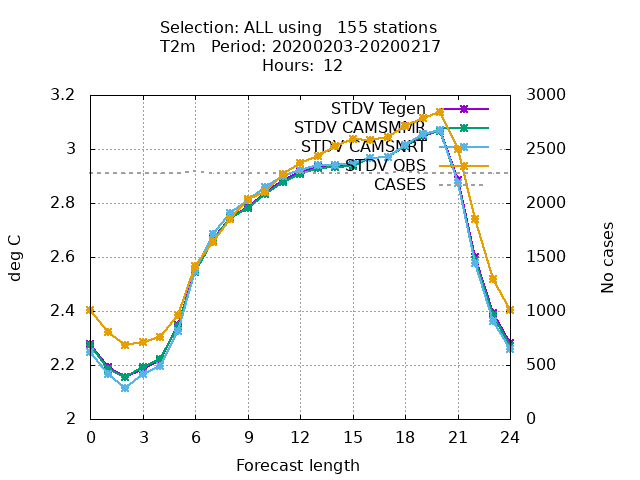 Selection: ALL using   155 stations
T2m   Period: 20200203-20200217
Hours:  12
3.2
3
2.8
2.6
2.4
2.2
2
3000
2500
2000
1500
1000
500
0
STDV Tegen
STDV CAMSMMR
STDV CAMSNRT
STDV OBS
CASES
deg C
No cases
0 3 6 9 12 15 18 21 24
Forecast length